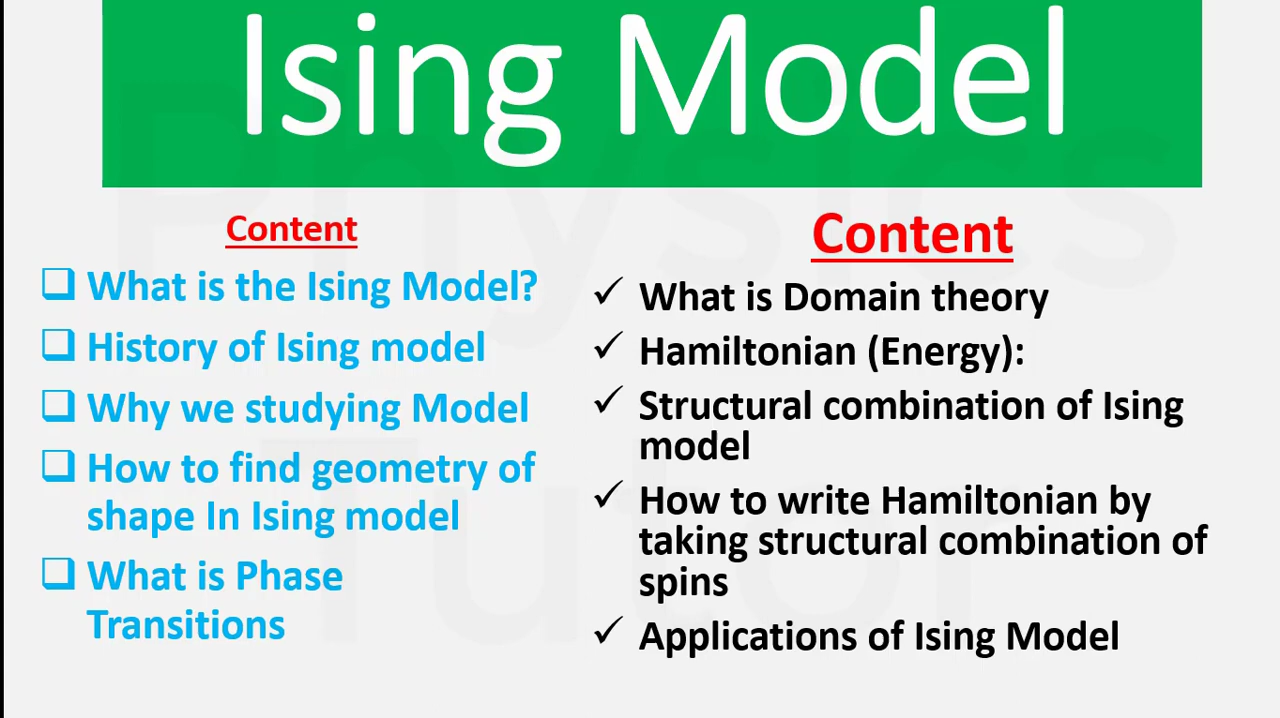 Ising Model
Content
What is the Ising Model?
History of Ising model
Why we studying Model
How to find geometry of
shape In Ising model
What is Phase
Transitions
Content
What is Domain theory
Hamiltonian (Energy):
Structural combination of Ising
model
How to write Hamiltonian by
taking structural combination of
spins
Applications of Ising Model
Physics
Tutor